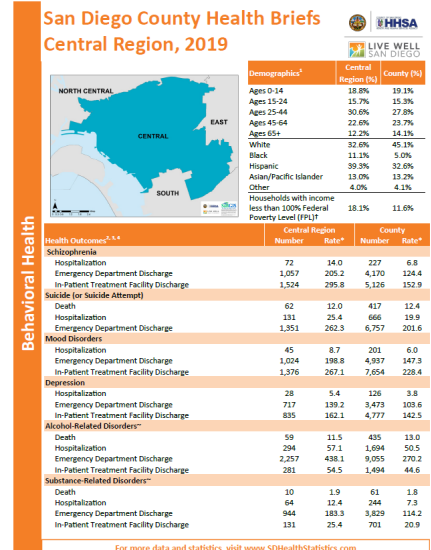 San Diego County Health Briefs
Central Region, 2019
HHSA
LIVE WELL
SAN DIEGO
NORTH CENTRAL
EAST
CENTRAL
SOUTH
Demographics¹ Central Region (%) County (%)
Ages 0-14 18.8% 19.1%
Ages 15-24 15.7% 15.3%
Ages 25-44 30.6% 27.8%
Ages 45-64 22.6% 23.7%
Ages 65+ 12.2% 14.1%
White 32.6% 45.1%
Black 11.1% 5.0%
Hispanic 39.3% 32.6%
Asian/Pacific Islander 13.0% 13.2%
Other 4.0% 4.1%
Households with income
less than 100% Federal 18.1% 11.6%
Poverty Level (FPL)†
Behavioral Health
Central Region County
Health Outcomes²,³,⁴ Number Rate* Number Rate*
Schizophrenia
Hospitalization 72 14.0 227 6.8
Emergency Department Discharge 1,057 205.2 4,170 124.4
In-Patient Treatment Facility Discharge 1,524 295.8 5,126 152.9
Suicide (or Suicide Attempt)
Death 62 12.0 417 12.4
Hospitalization 131 25.4 666 19.9
Emergency Department Discharge 1,351 262.3 6,757 201.6
Mood Disorders
Hospitalization 45 8.7 201 6.0
Emergency Department Discharge 1,024 198.8 4,937 147.3
In-Patient Treatment Facility Discharge 1,376 267.1 7,654 228.4
Depression
Hospitalization 28 5.4 126 3.8
Emergency Department Discharge 717 139.2 3,473 103.6
In-Patient Treatment Facility Discharge 835 162.1 4,777 142.5
Alcohol-Related Disorders~
Death 59 11.5 435 13.0
Hospitalization 294 57.1 1,694 50.5
Emergency Department Discharge 2,257 438.1 9,055 270.2
In-Patient Treatment Facility Discharge 281 54.5 1,494 44.6
Substance-Related Disorders~
Death 10 1.9 61 1.8
Hospitalization 64 12.4 244 7.3
Emergency Department Discharge 944 183.3 3,829 114.2
In-Patient Treatment Facility Discharge 131 25.4 701 20.9
For more data and statistics, visit www.SDHealthStatistics.com